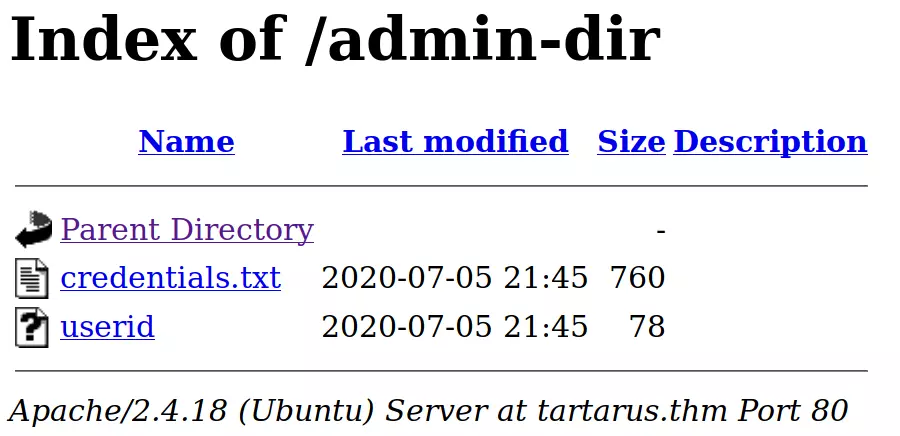 Index of /admin-dir
Name Last modified Size Description
Parent Directory -
credentials.txt 2020-07-05 21:45 760
userid 2020-07-05 21:45 78
Apache/2.4.18 (Ubuntu) Server at tartarus.thm Port 80